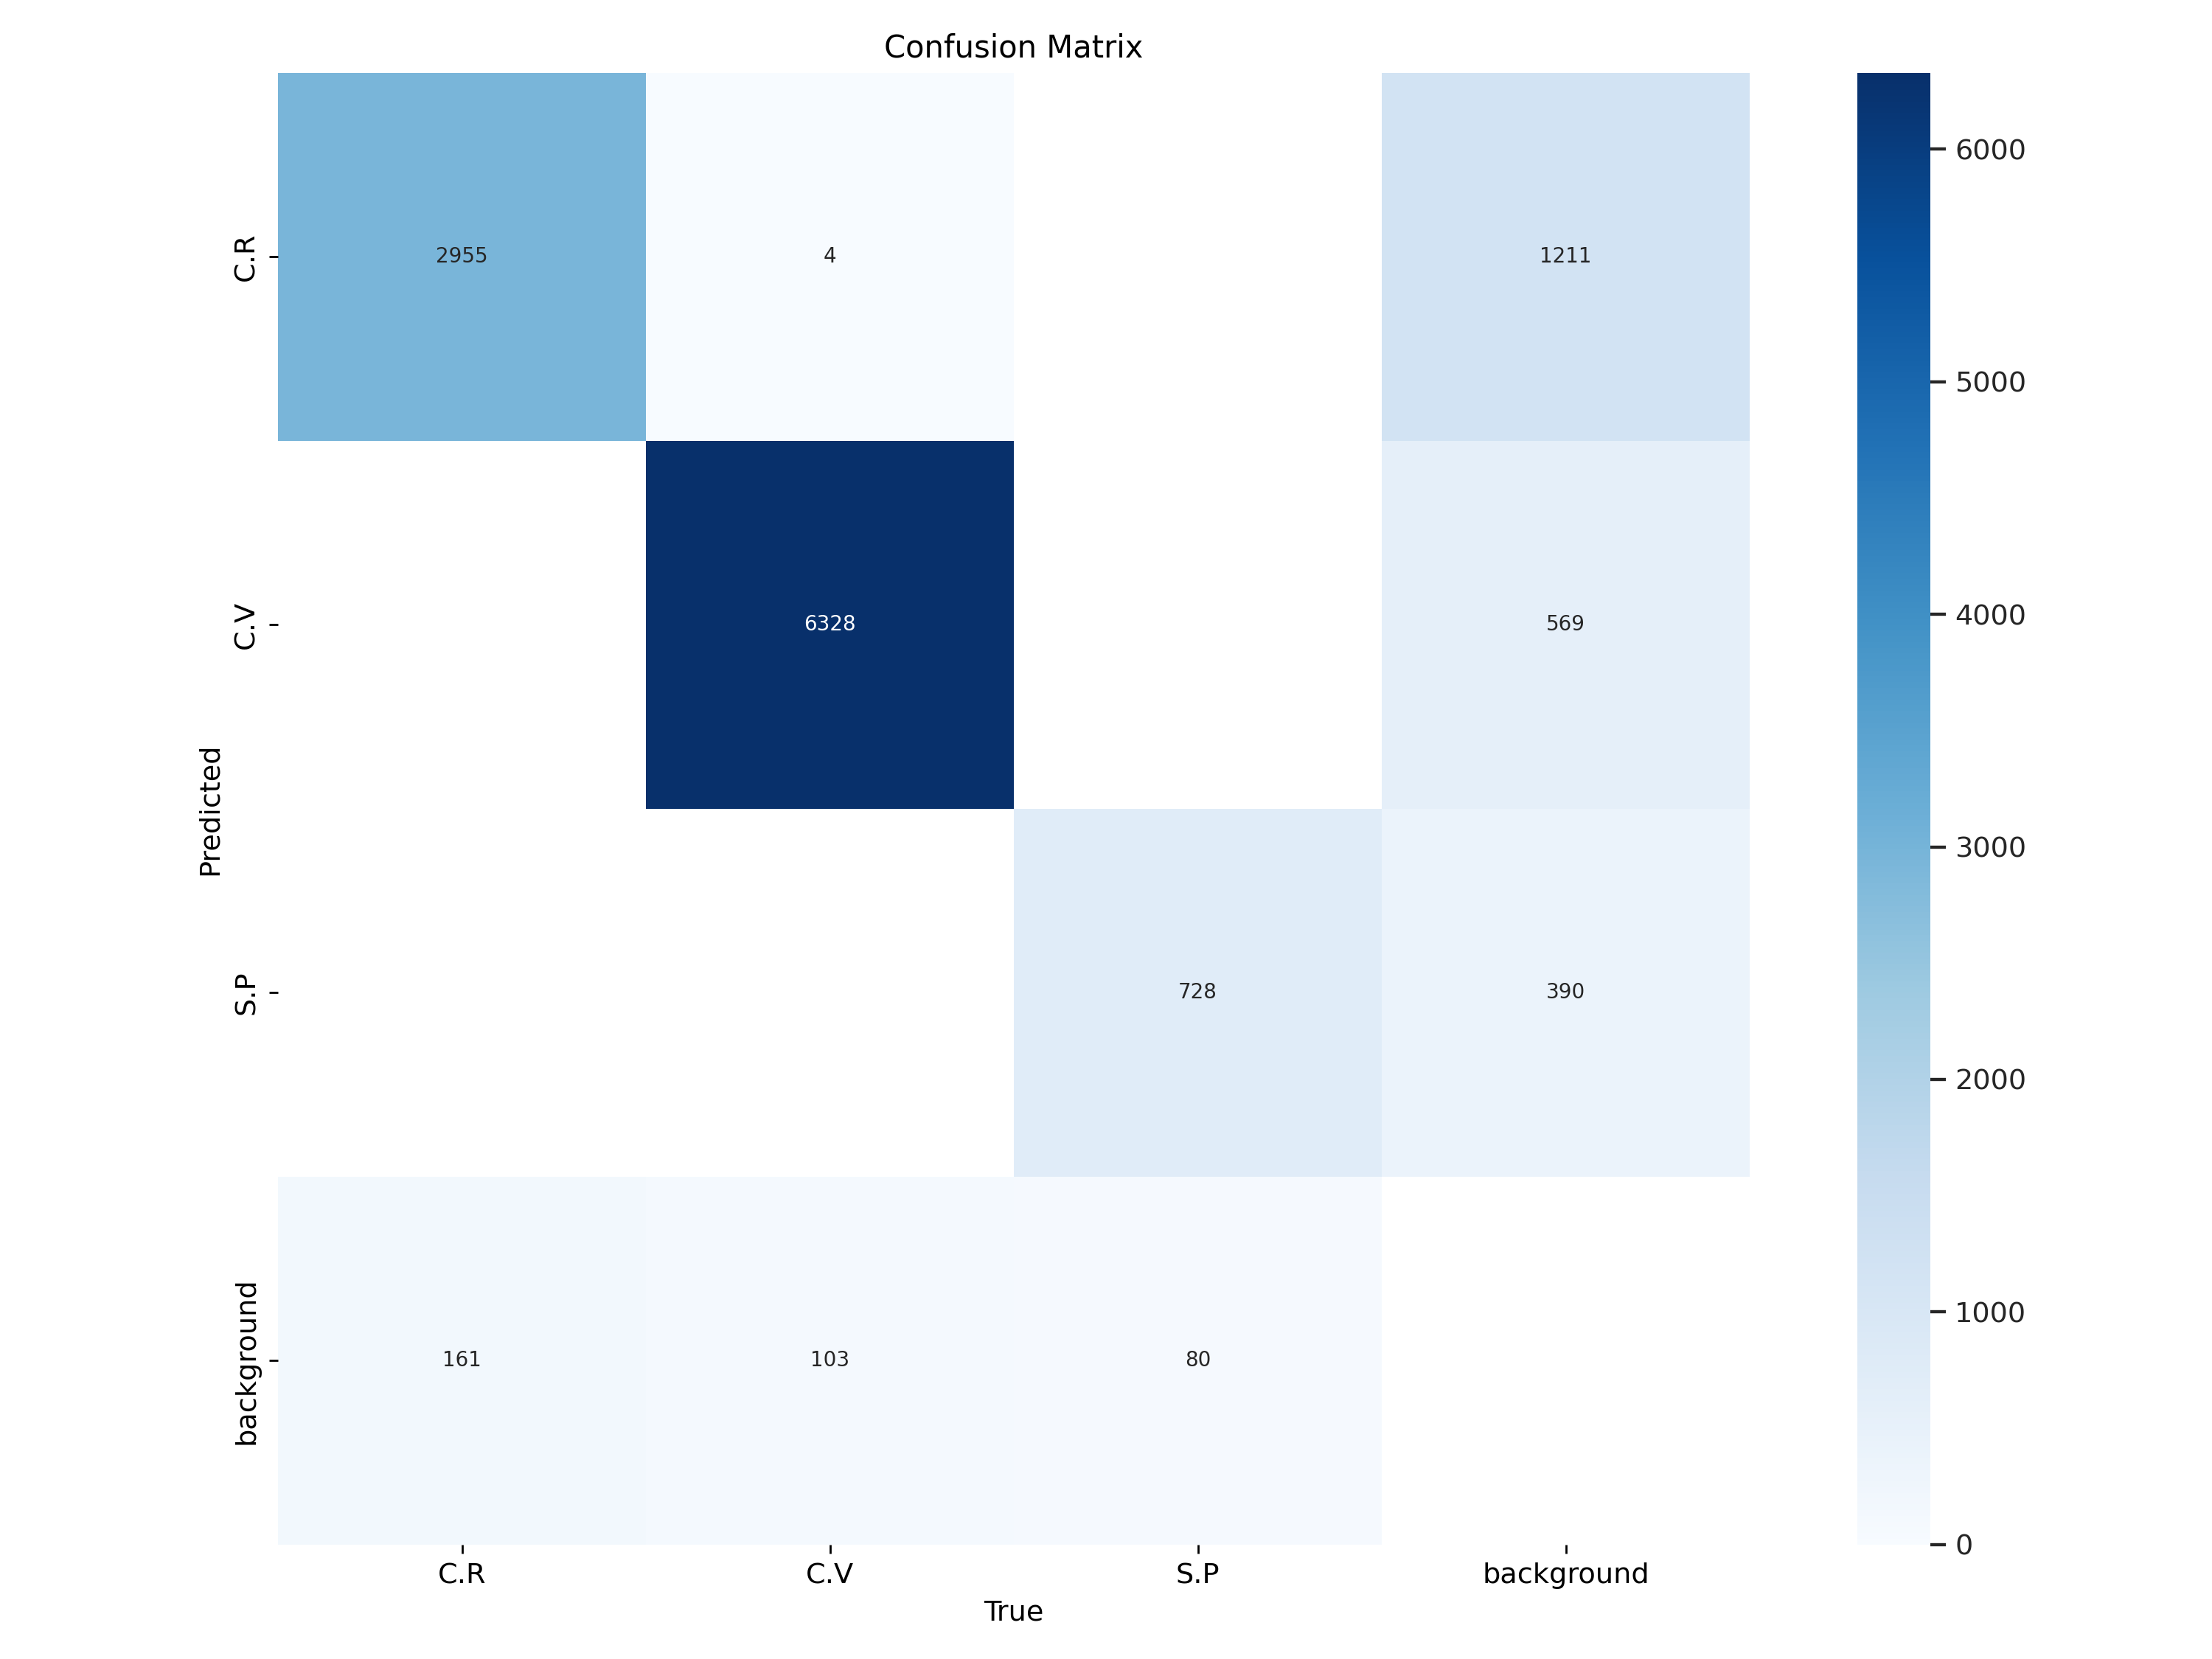 Confusion Matrix
C.R
2955
4
1211
6000
5000
C.V
6328
569
4000
Predicted
3000
S.P
728
390
2000
1000
background
161
103
80
0
C.R
C.V
S.P
background
True